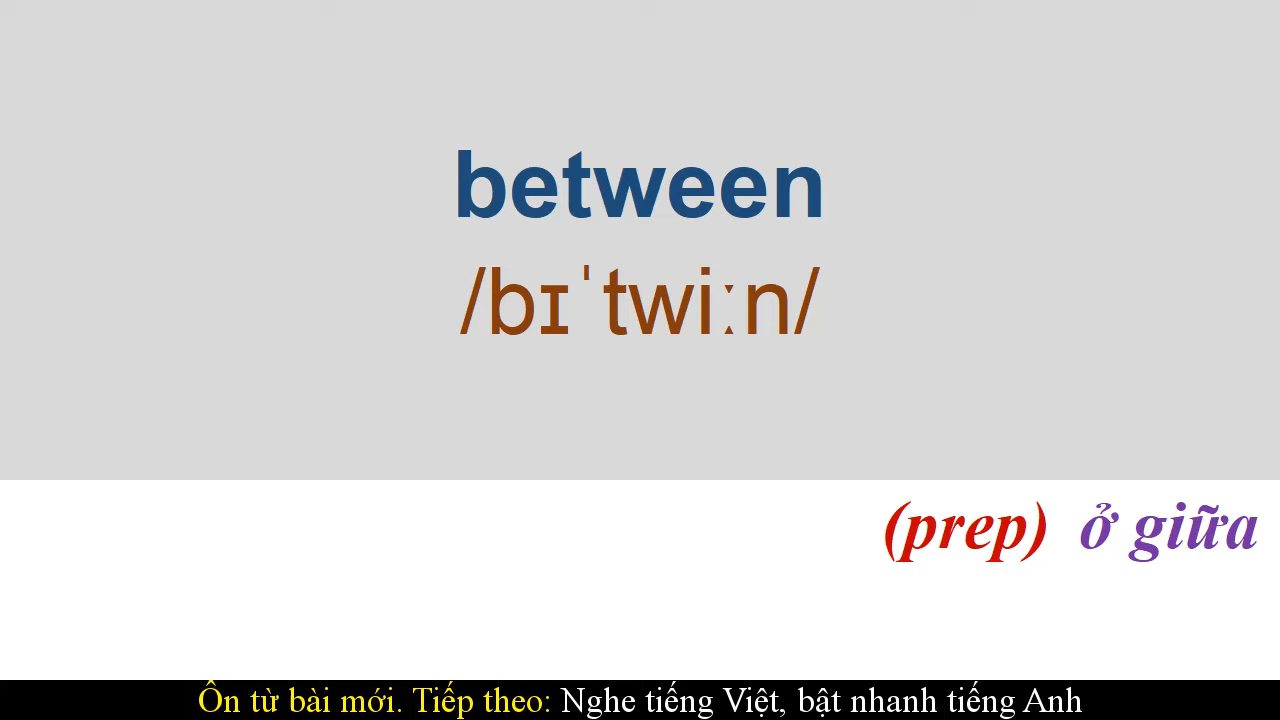 between
/bɪˈtwiːn/
(prep) ở giữa
Ôn từ bài mới. Tiếp theo: Nghe tiếng Việt, bật nhanh tiếng Anh